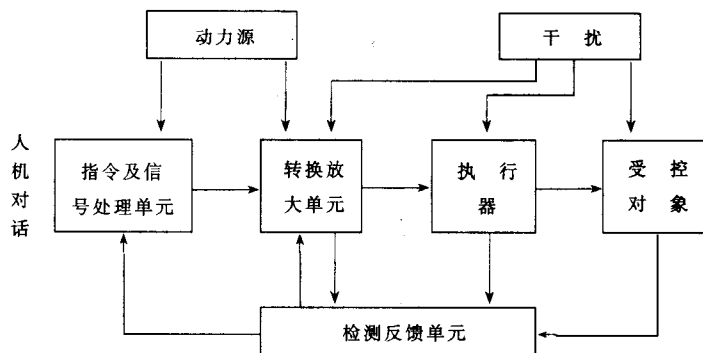 动力源
干 扰
人机对话
指令及信
号处理单元
转换放
大单元
执 行
器
受 控
对 象
检测反馈单元